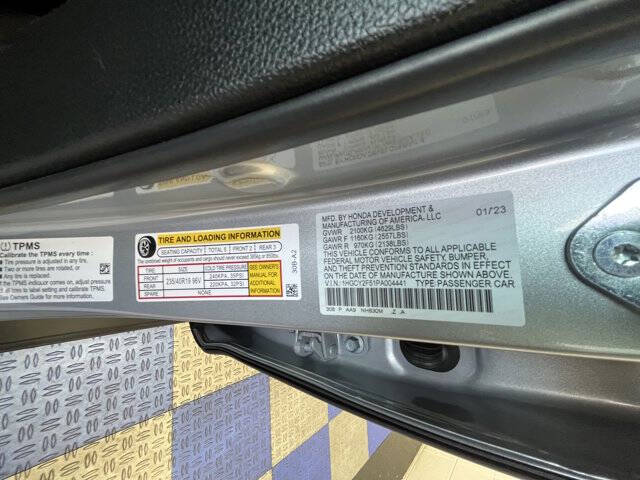 TPMS
Calibrate the TPMS every time :
Tire pressure is adjusted in any tire.
Two or more tires are rotated, or
If the TPMS indicator comes on, adjust pressure
of tires to label setting and calibrate TPMS.
See Owners Guide for more information.
TIRE AND LOADING INFORMATION
SEATING CAPACITY TOTAL 5 FRONT 2 REAR 3
The combined weight of occupants and cargo should never exceed 385kg or 850lbs.
TIRE SIZE COLD TIRE PRESSURE
FRONT 235/40R19 96V 240KPA, 35PSI
REAR 220KPA, 32PSI
SPARE NONE
SEE OWNER'S
MANUAL FOR
ADDITIONAL
INFORMATION
30B-A2
MFD. BY HONDA DEVELOPMENT &
MANUFACTURING OF AMERICA, LLC 01/23
GVWR 2100KG (4629LBS)
GAWR F 1160KG (2557LBS)
GAWR R 970KG (2138LBS)
THIS VEHICLE CONFORMS TO ALL APPLICABLE
FEDERAL MOTOR VEHICLE SAFETY, BUMPER,
AND THEFT PREVENTION STANDARDS IN EFFECT
ON THE DATE OF MANUFACTURE SHOWN ABOVE.
V.I.N.: 1HGCY2F51PA004441 TYPE:PASSENGER CAR
30B P AA9 NH830M Z A